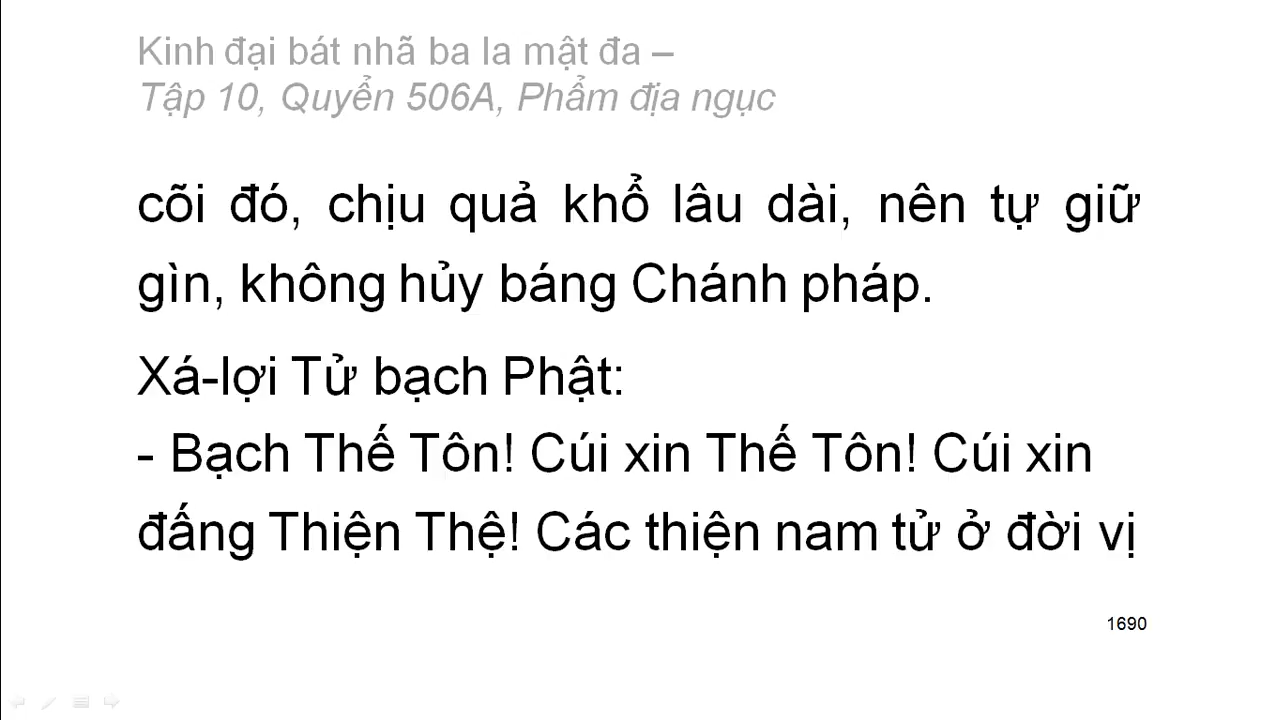 Kinh đại bát nhã ba la mật đa –
Tập 10, Quyển 506A, Phẩm địa ngục
cõi đó, chịu quả khổ lâu dài, nên tự giữ
gìn, không hủy báng Chánh pháp.
Xá-lợi Tử bạch Phật:
- Bạch Thế Tôn! Cúi xin Thế Tôn! Cúi xin
đấng Thiện Thệ! Các thiện nam tử ở đời vị
1690